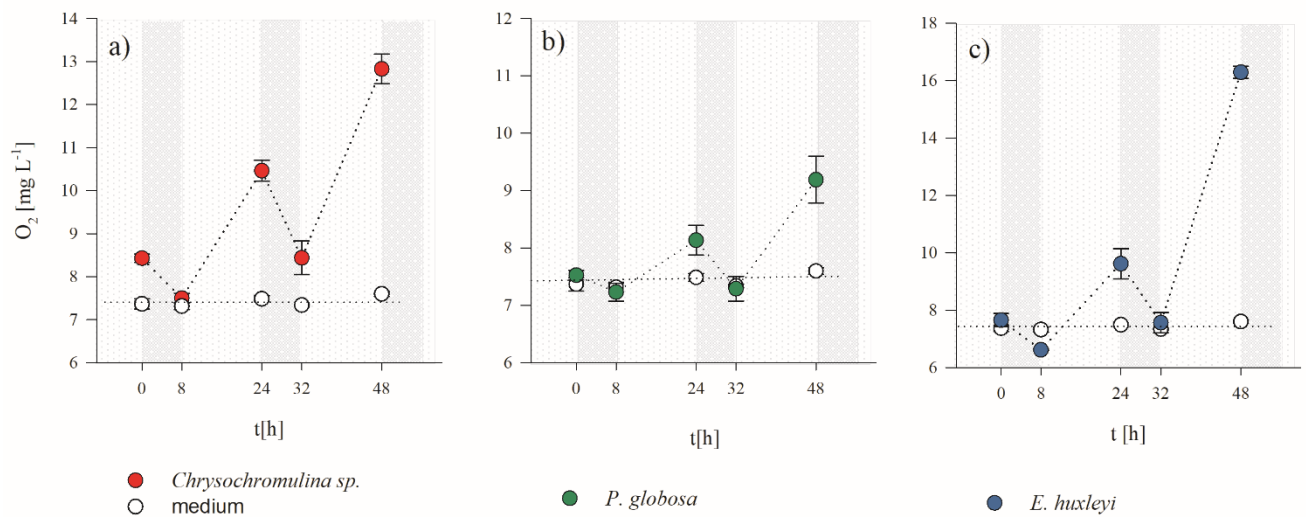 a)
14
13
12
11
10
9
8
7
6
O₂ [mg L⁻¹]
0 8 24 32 48
t[h]
b)
12
11
10
9
8
7
6
0 8 24 32 48
t[h]
c)
18
16
14
12
10
8
6
0 8 24 32 48
t [h]
Chrysochromulina sp.
medium
P. globosa
E. huxleyi